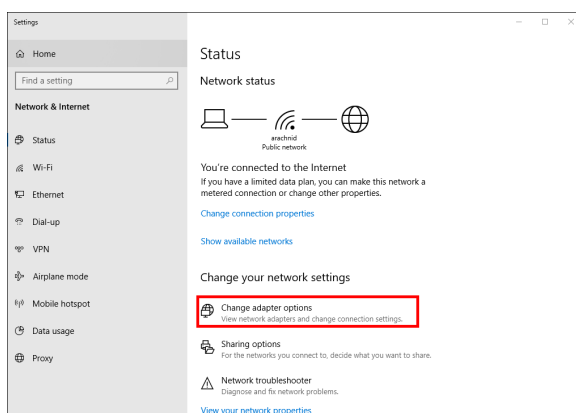 Settings
Home
Find a setting
Network & Internet
Status
Wi-Fi
Ethernet
Dial-up
VPN
Airplane mode
Mobile hotspot
Data usage
Proxy
Status
Network status
arachnid
Public network
You're connected to the Internet
If you have a limited data plan, you can make this network a
metered connection or change other properties.
Change connection properties
Show available networks
Change your network settings
Change adapter options
View network adapters and change connection settings.
Sharing options
For the networks you connect to, decide what you want to share.
Network troubleshooter
Diagnose and fix network problems.
View your network properties